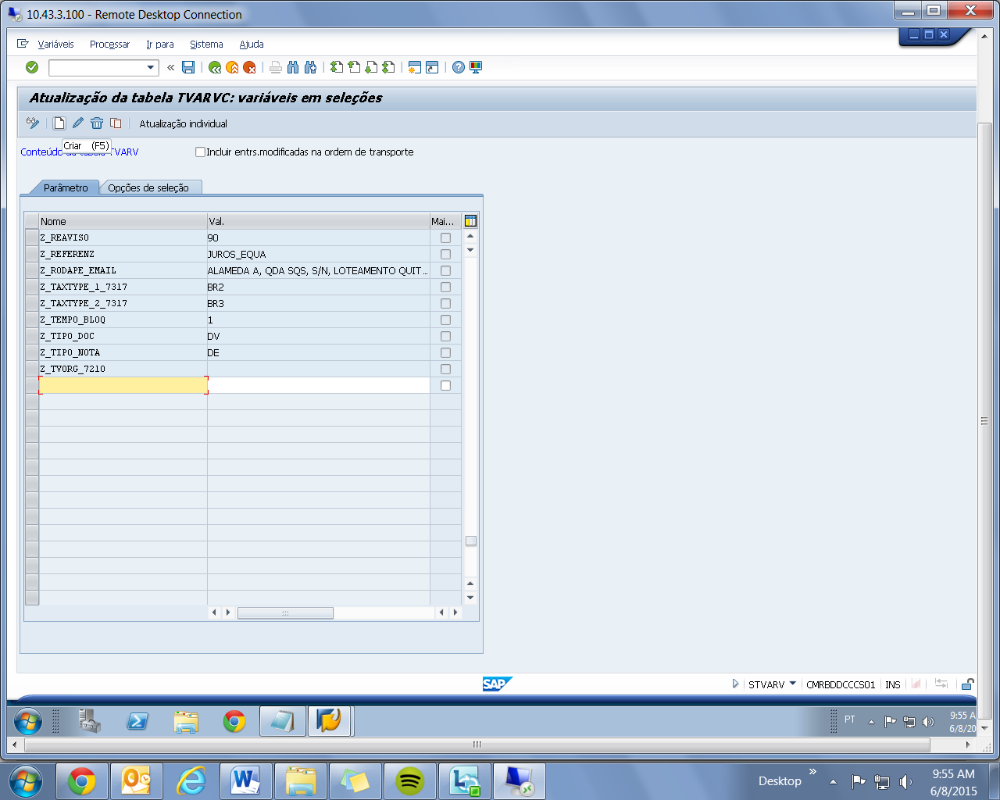 10.43.3.100 - Remote Desktop Connection
Variáveis Processar Ir para Sistema Ajuda
Atualização da tabela TVARVC: variáveis em seleções
Atualização individual
Criar (F5)
Conteúdo da tabela TVARV
Incluir entrs.modificadas na ordem de transporte
Parâmetro Opções de seleção
Nome Val. Mai...
Z_REAVISO 90
Z_REFERENZ JUROS_EQUA
Z_RODAPE_EMAIL ALAMEDA A, QDA SQS, S/N, LOTEAMENTO QUIT...
Z_TAXTYPE_1_7317 BR2
Z_TAXTYPE_2_7317 BR3
Z_TEMPO_BLOQ 1
Z_TIPO_DOC DV
Z_TIPO_NOTA DE
Z_TVORG_7210
SAP STVARV CMRBDDCCCS01 INS
PT 9:55 A
6/8/20
Desktop 9:55 AM
6/8/2015